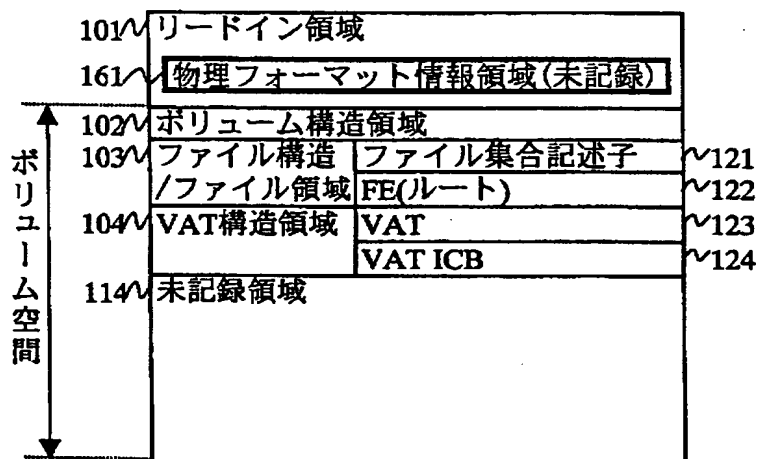 101 リードイン領域
161 物理フォーマット情報領域(未記録)
ボリューム空間
102 ボリューム構造領域
103 ファイル構造 ファイル集合記述子 121
/ファイル領域 FE(ルート) 122
104 VAT構造領域 VAT 123
VAT ICB 124
114 未記録領域